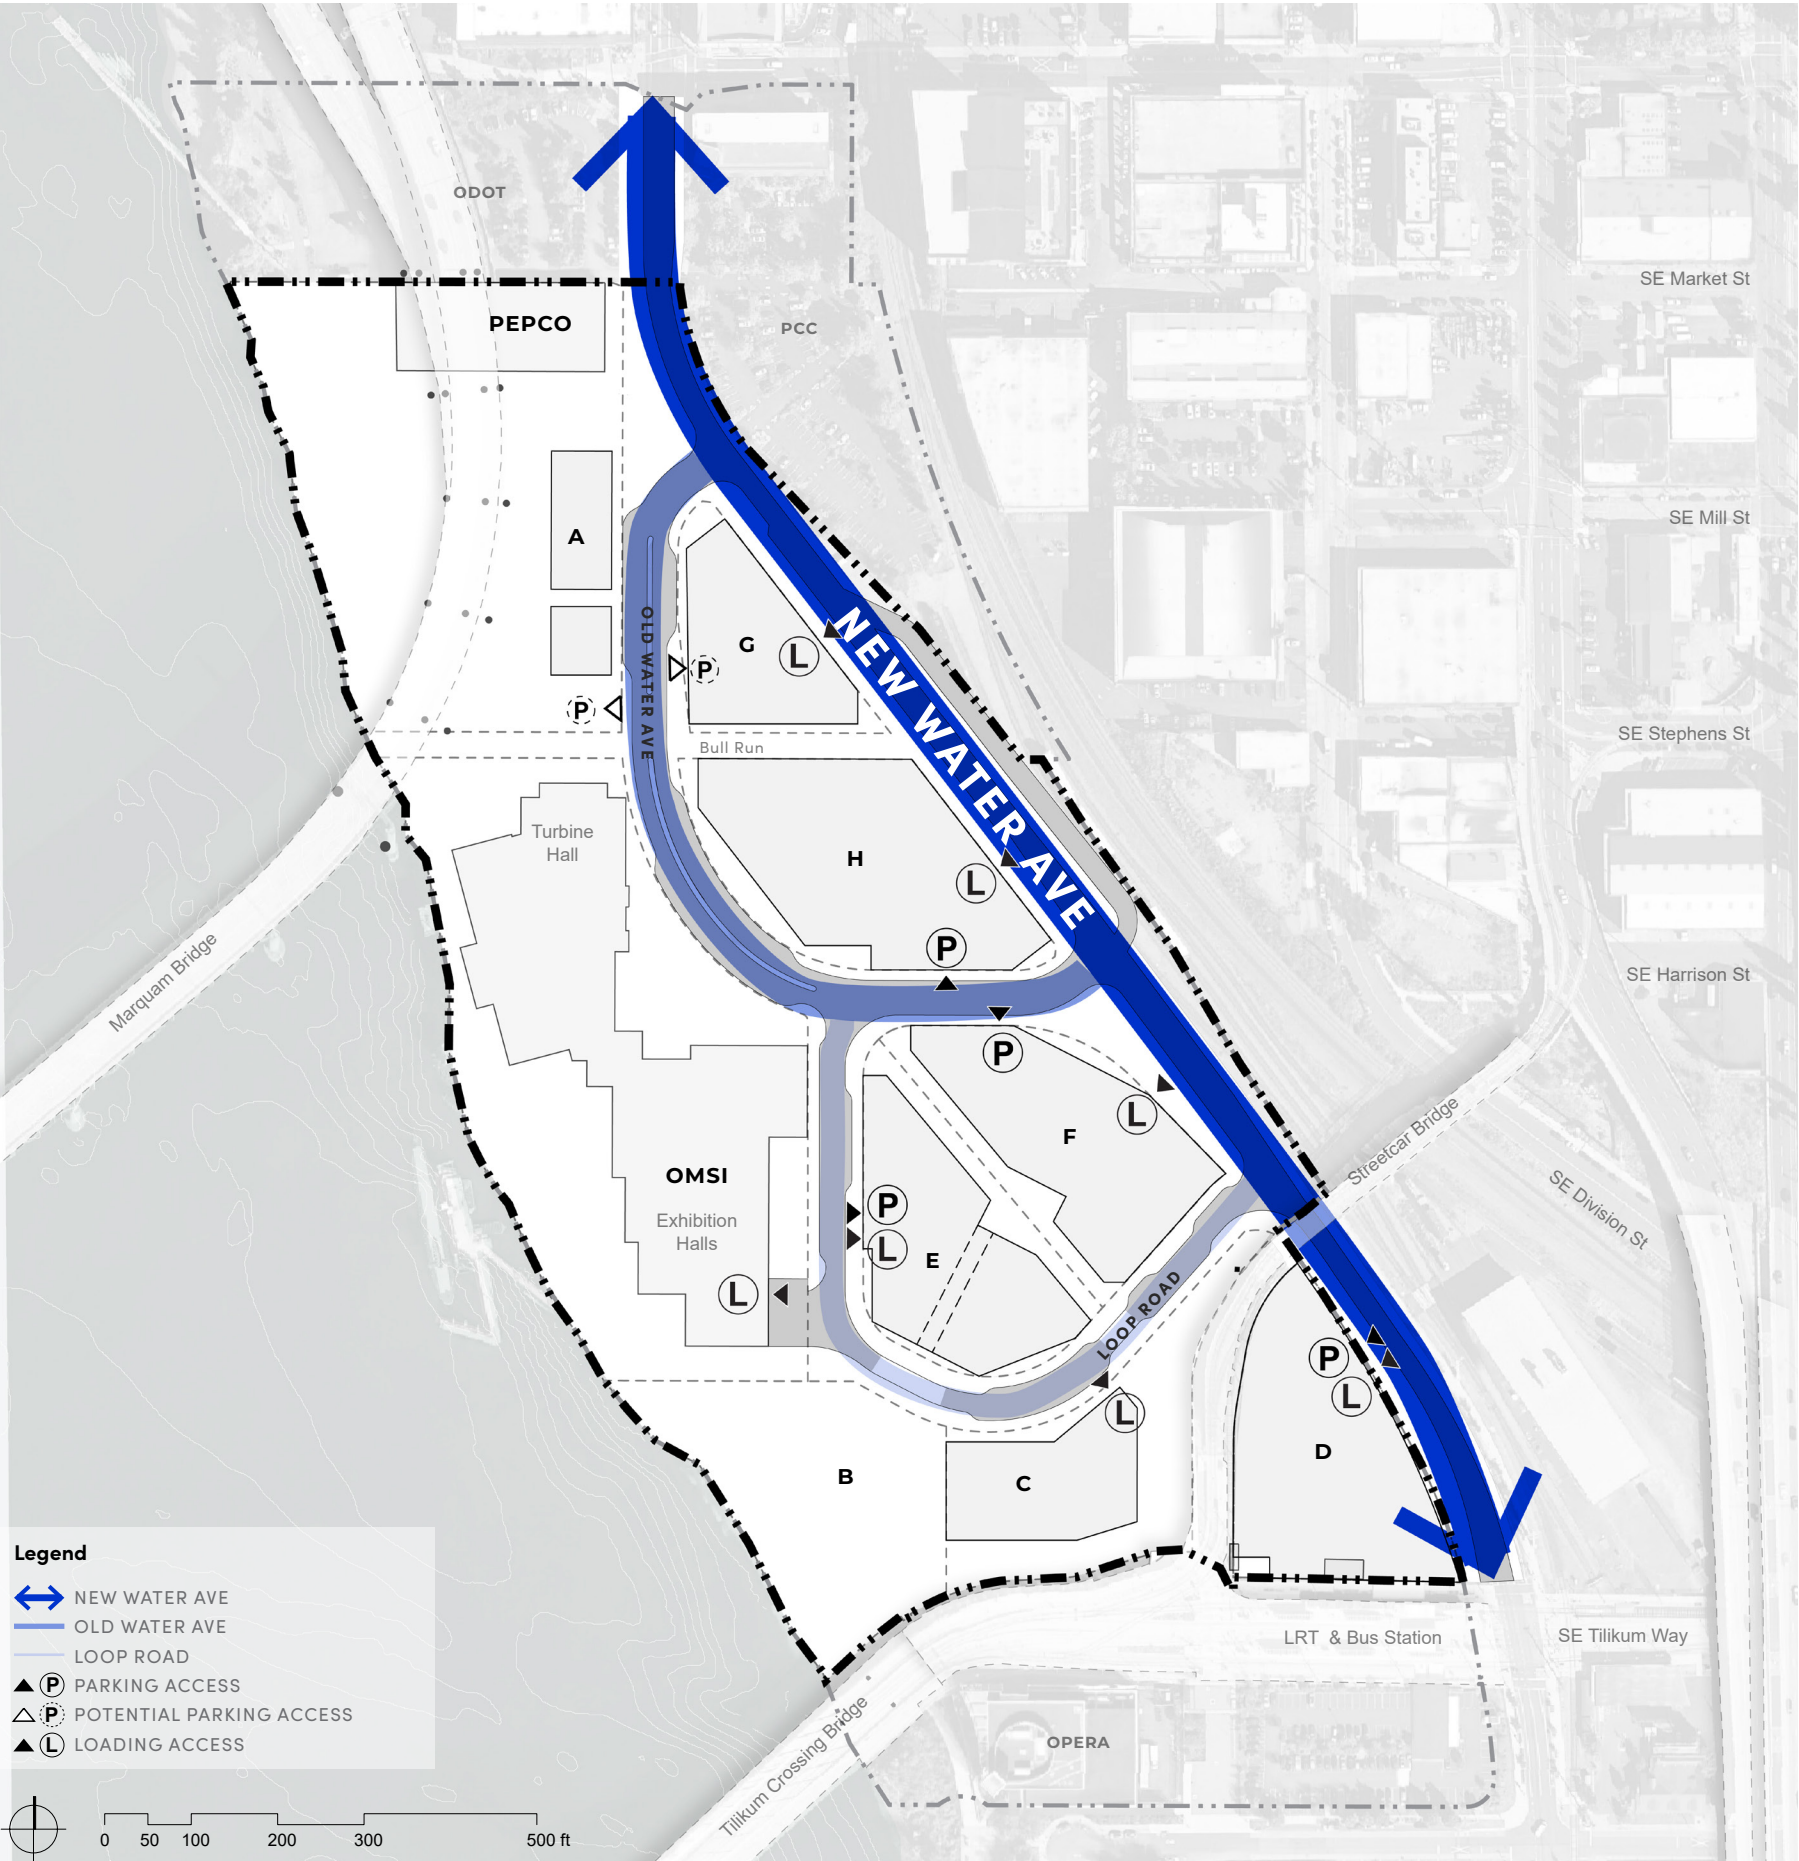 ODOT
SE Market St
PEPCO
PCC
SE Mill St
A
OLD WATER AVE
G
L
P
P
NEW WATER AVE
SE Stephens St
Bull Run
Turbine
Hall
H
L
P
Marquam Bridge
SE Harrison St
P
L
F
Streetcar Bridge
SE Division St
OMSI
Exhibition
Halls
P
L
E
L
LOOP ROAD
P
L
L
D
B
C
Legend
NEW WATER AVE
OLD WATER AVE
LOOP ROAD
P PARKING ACCESS
P POTENTIAL PARKING ACCESS
L LOADING ACCESS
LRT & Bus Station
SE Tilikum Way
Tilikum Crossing Bridge
OPERA
0 50 100 200 300 500 ft